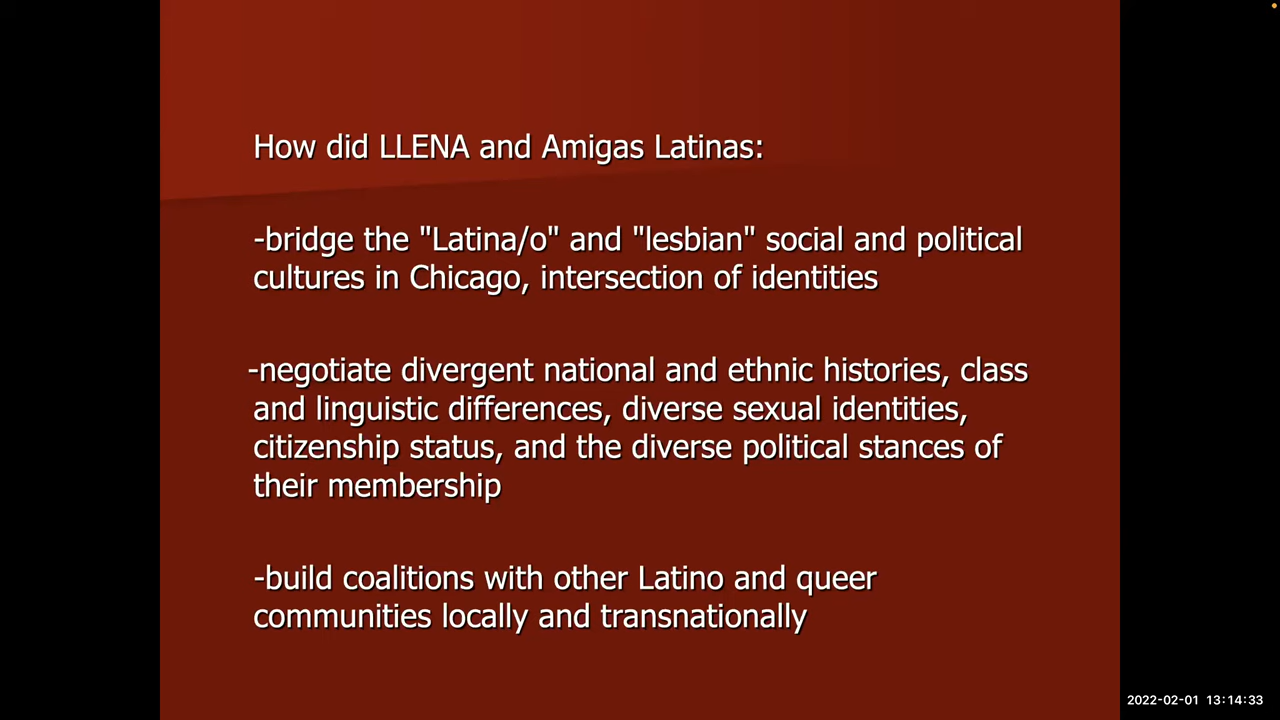 How did LLENA and Amigas Latinas:
-bridge the "Latina/o" and "lesbian" social and political
cultures in Chicago, intersection of identities
-negotiate divergent national and ethnic histories, class
and linguistic differences, diverse sexual identities,
citizenship status, and the diverse political stances of
their membership
-build coalitions with other Latino and queer
communities locally and transnationally
2022-02-01 13:14:33